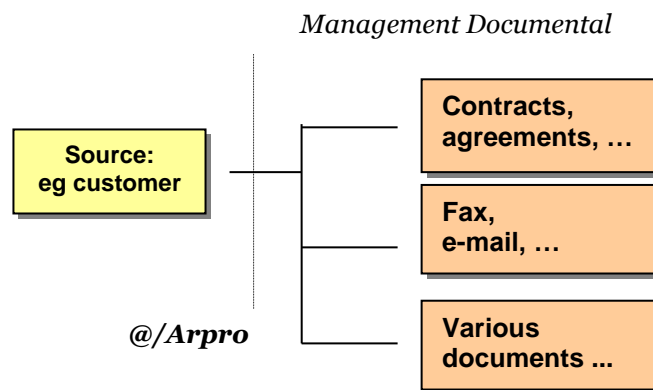 Management Documental
Contracts,
agreements, …
Source:
eg customer
Fax,
e-mail, …
@/Arpro
Various
documents ...